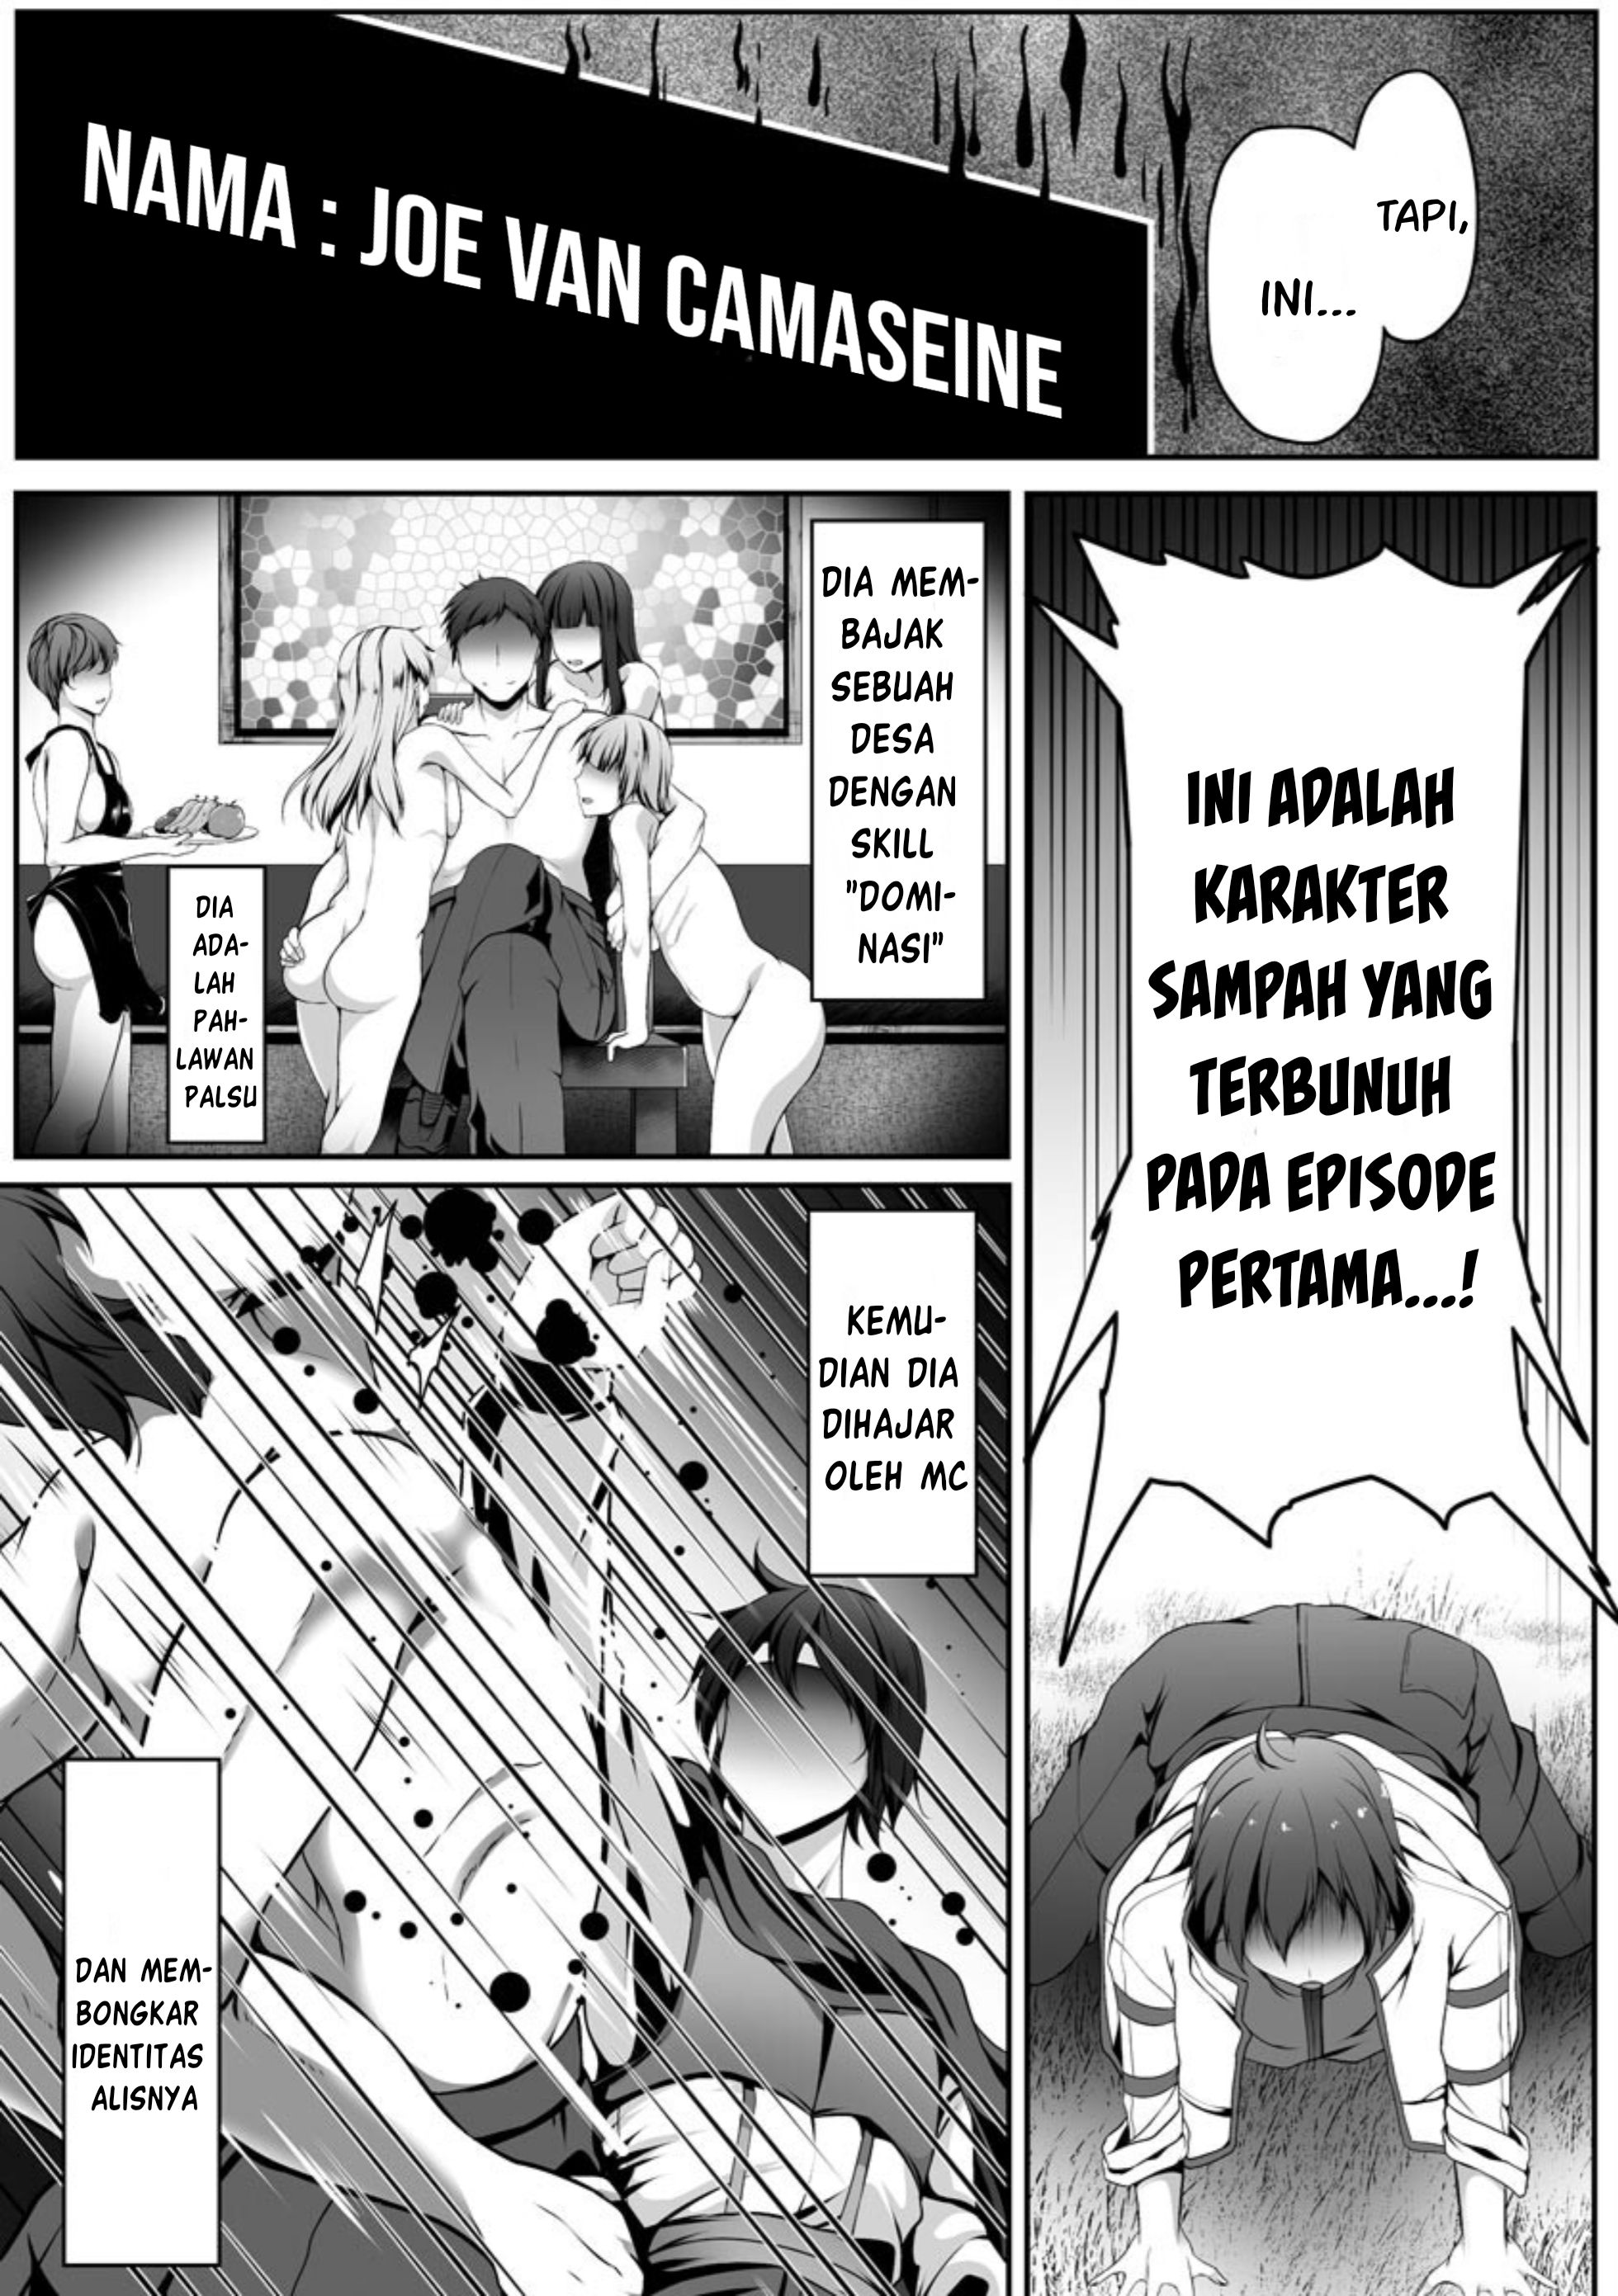 TAPI,
INI...
NAMA : JOE VAN CAMASEINE
INI ADALAH
KARAKTER
SAMPAH YANG
TERBUNUH
PADA EPISODE
PERTAMA...!
DIA MEM-
BAJAK
SEBUAH
DESA
DENGAN
SKILL
"DOMI-
NASI"
DIA
ADA-
LAH
PAH-
LAWAN
PALSU
KEMU-
DIAN DIA
DIHAJAR
OLEH MC
DAN MEM-
BONGKAR
IDENTITAS
ALISNYA